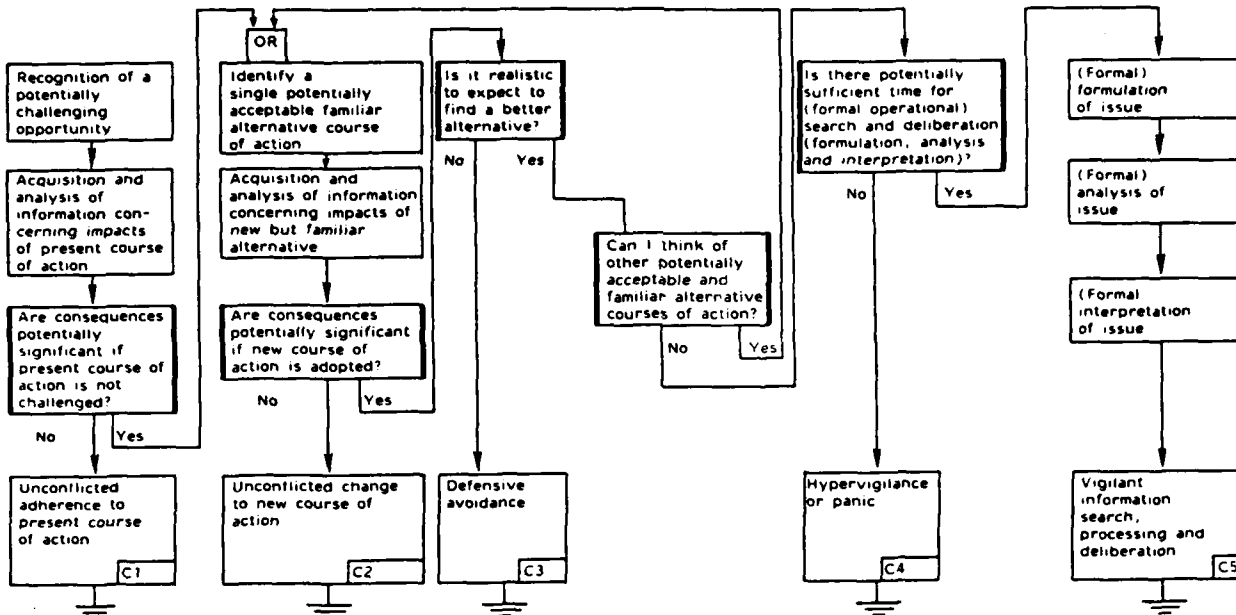 OR
Recognition of a
potentially
challenging
opportunity
Acquisition and
analysis of
information con-
cerning impacts
of present course
of action
Are consequences
potentially
significant if
present course of
action is not
challenged?
No
Yes
Unconflicted
adherence to
present course
of action
C1
Identify a
single potentially
acceptable familiar
alternative course
of action
Acquisition and
analysis of information
concerning impacts of
new but familiar
alternative
Are consequences
potentially significant
if new course of
action is adopted?
No
Yes
Unconflicted change
to new course of
action
C2
Is it realistic
to expect to
find a better
alternative?
No
Yes
Defensive
avoidance
C3
Can I think of
other potentially
acceptable and
familiar alternative
courses of action?
No
Yes
Is there potentially
sufficient time for
(formal operational)
search and deliberation
(formulation, analysis
and interpretation)?
No
Yes
Hypervigilance
or panic
C4
(Formal)
formulation
of issue
(Formal)
analysis of
issue
(Formal
interpretation
of issue
Vigilant
information
search,
processing and
deliberation
C5